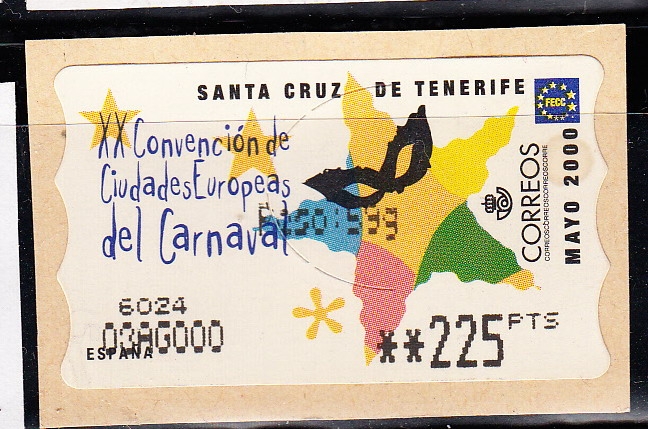 SANTA CRUZ DE TENERIFE
FECC
XX Convención de
Ciudades Europeas
del Carnaval
CORREOS
CORREOSCORREOSCORREOSCORRE
MAYO 2000
6024
03AG000
ESPAÑA
**225 PTS